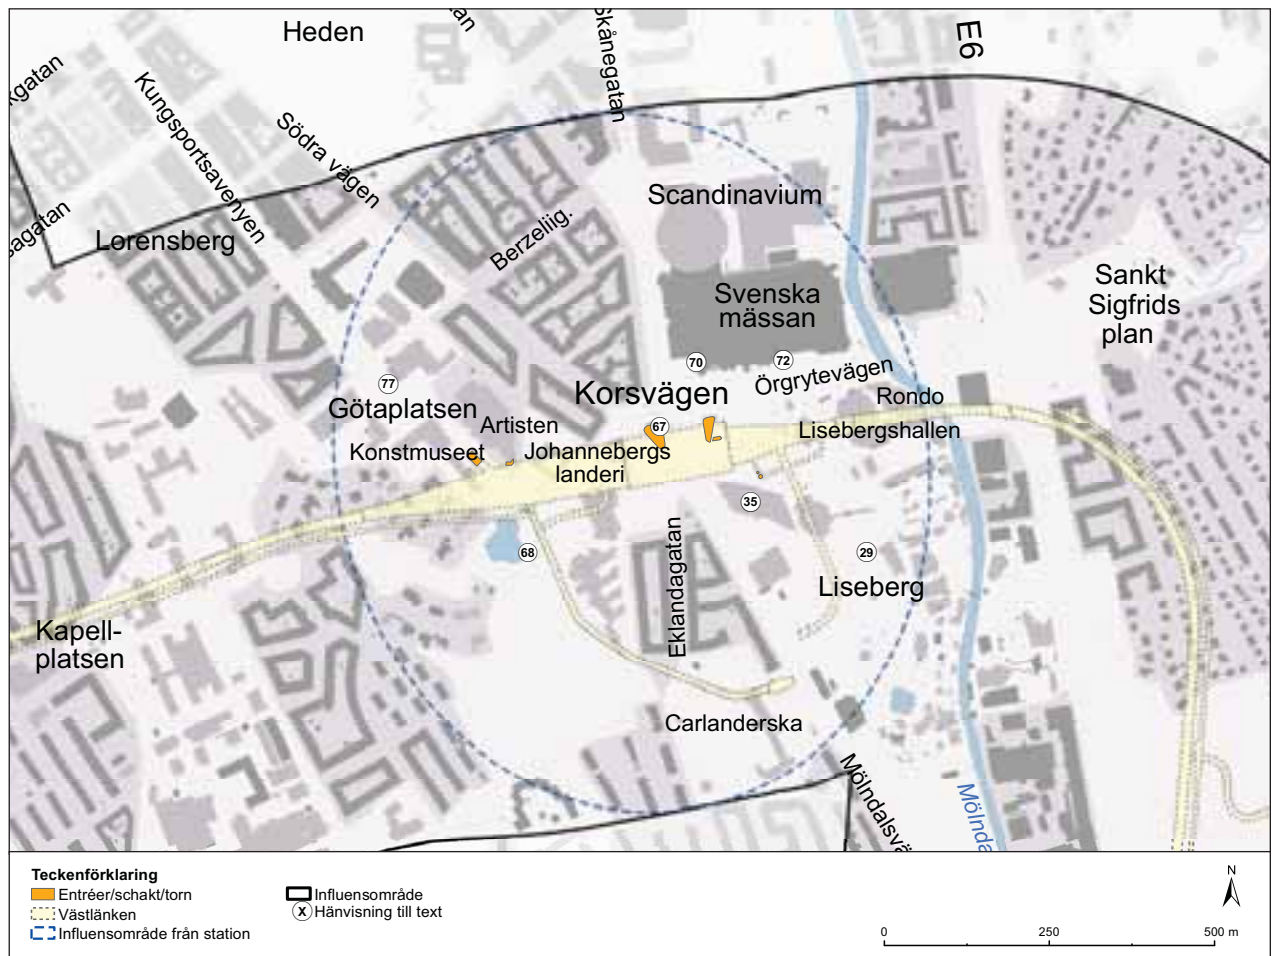 Heden
Skånegatan
E6
Kungsportsavenyen
Södra vägen
Lorensberg
Berzeliig.
Scandinavium
Svenska
mässan
Sankt
Sigfrids
plan
70
72
77
Götaplatsen
Korsvägen
Örgrytevägen
Rondo
Artisten
67
Lisebergshallen
Konstmuseet
Johannebergs
landeri
35
68
29
Eklandagatan
Liseberg
Kapell-
platsen
Carlanderska
Teckenförklaring
Entréer/schakt/torn
Västlänken
Influensområde från station
Influensområde
X Hänvisning till text
N
0 250 500 m